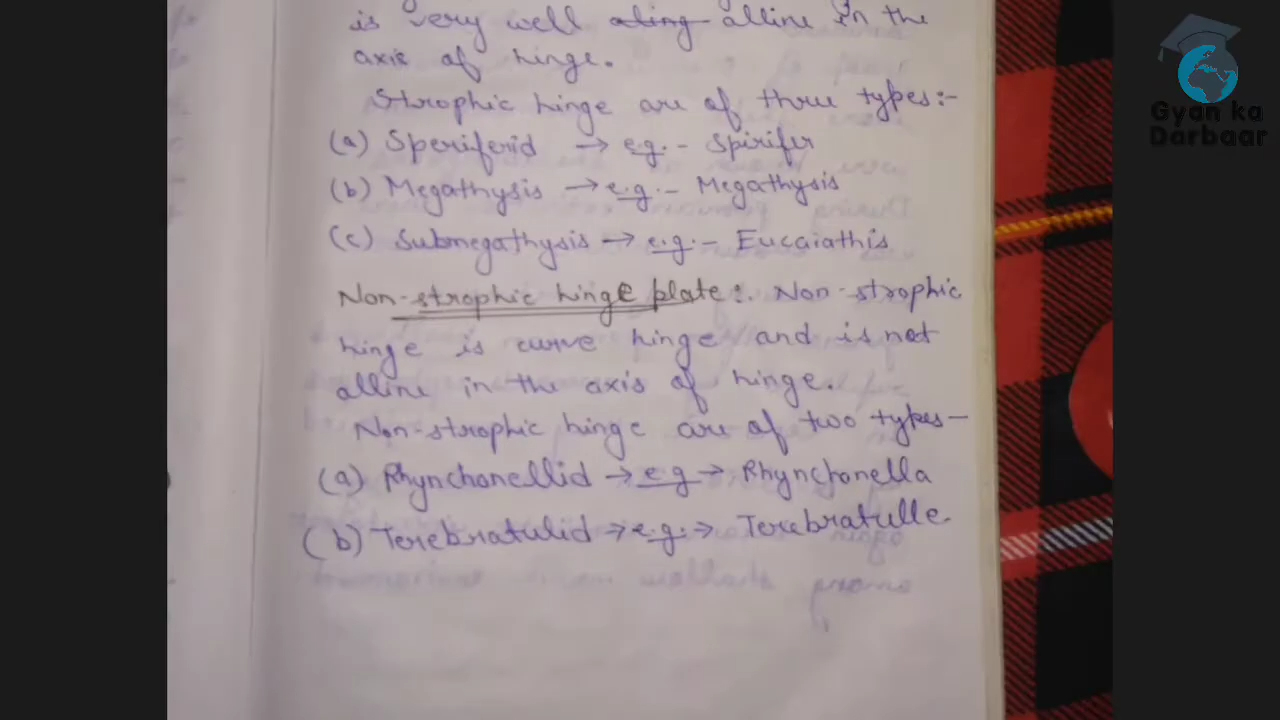 is very well aling alline in the
axis of hinge.
Strophic hinge are of three types:-
(a) Speriferid → e.g. - Spirifer
(b) Megathysis → e.g. - Megathysis
(c) Submegathysis → e.g. - Eucaiathis
Non-strophic hinge plate:. Non-strophic
hinge is curve hinge and is not
alline in the axis of hinge.
Non-strophic hinge are of two types-
(a) Rhynchonellid → e.g → Rhynchonella
(b) Terebratulid → e.g. → Terebratulle
Gyan ka
Darbaar